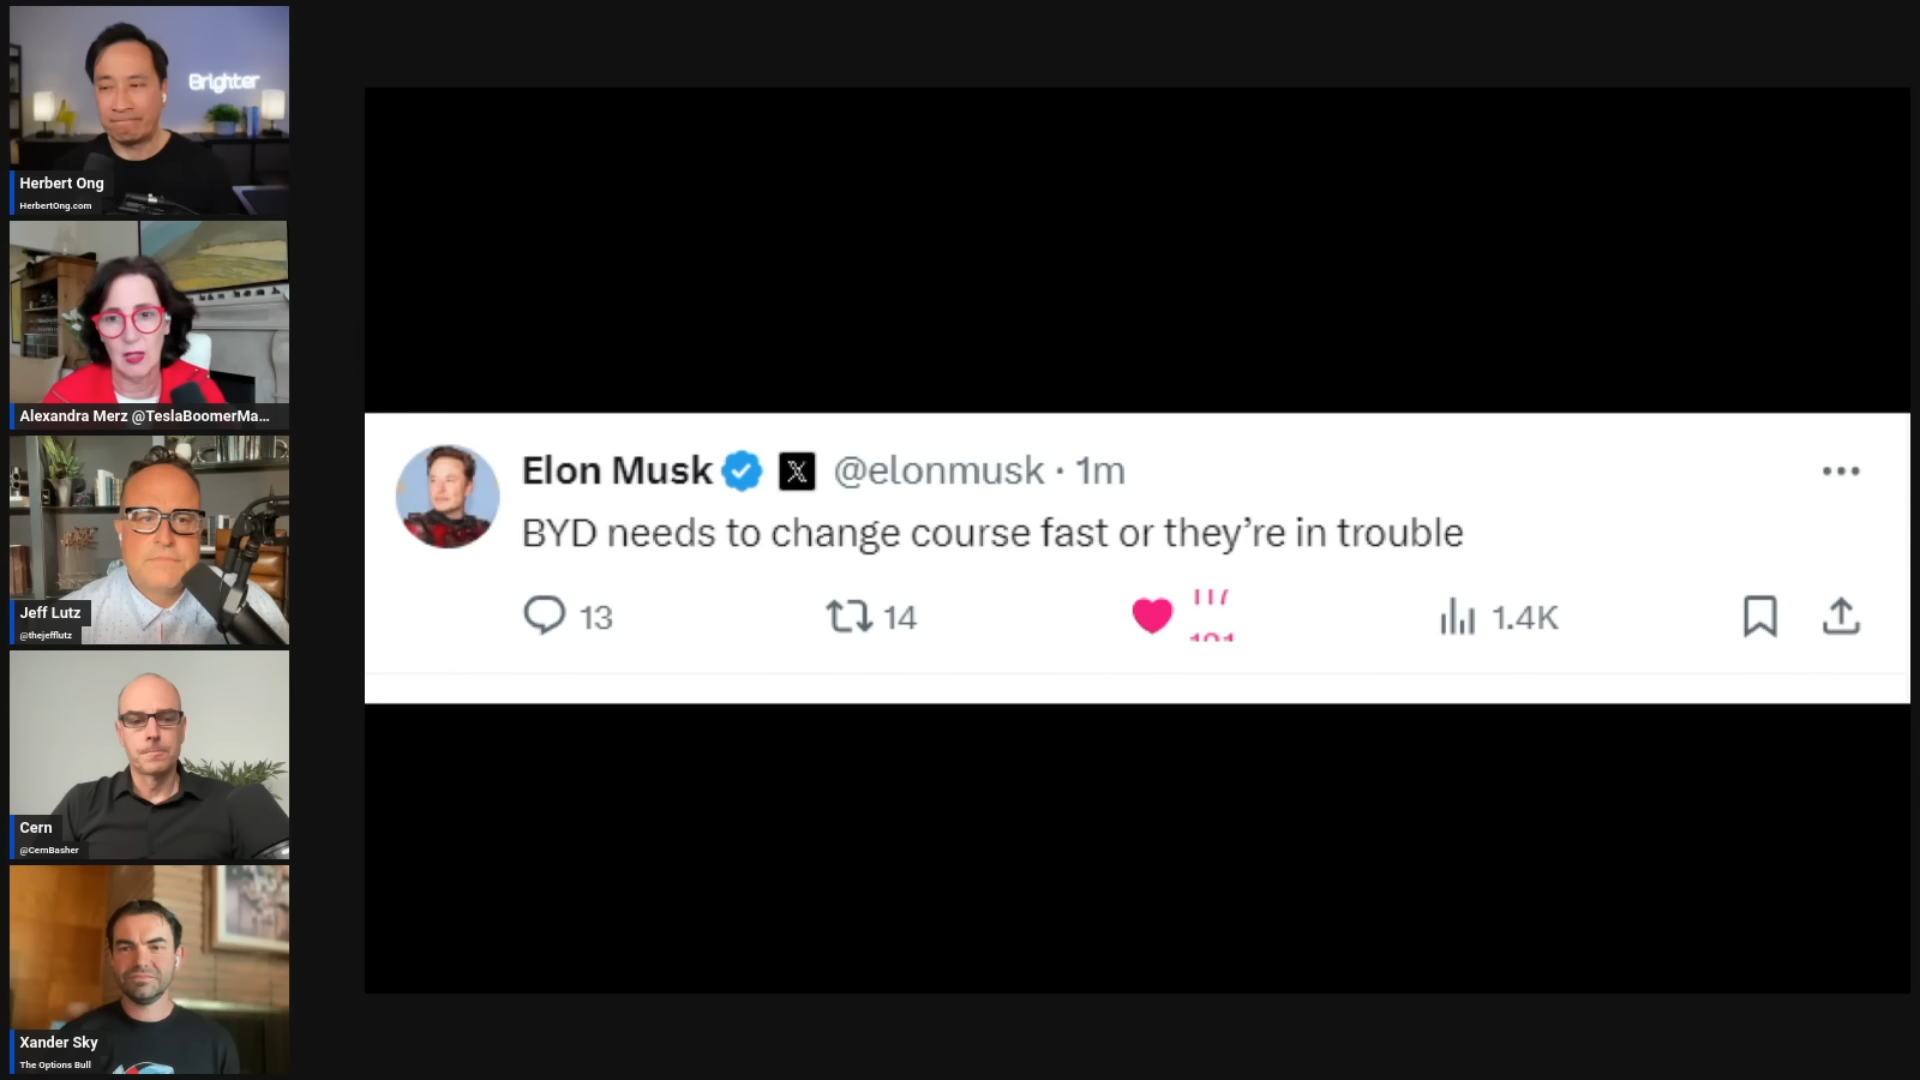 Brighter
Herbert Ong
HerbertOng.com
Alexandra Merz @TeslaBoomerMa...
Jeff Lutz
@thejefflutz
Cern
@CernBasher
Xander Sky
The Options Bull
Elon Musk @elonmusk · 1m
BYD needs to change course fast or they’re in trouble
13
14
1.4K